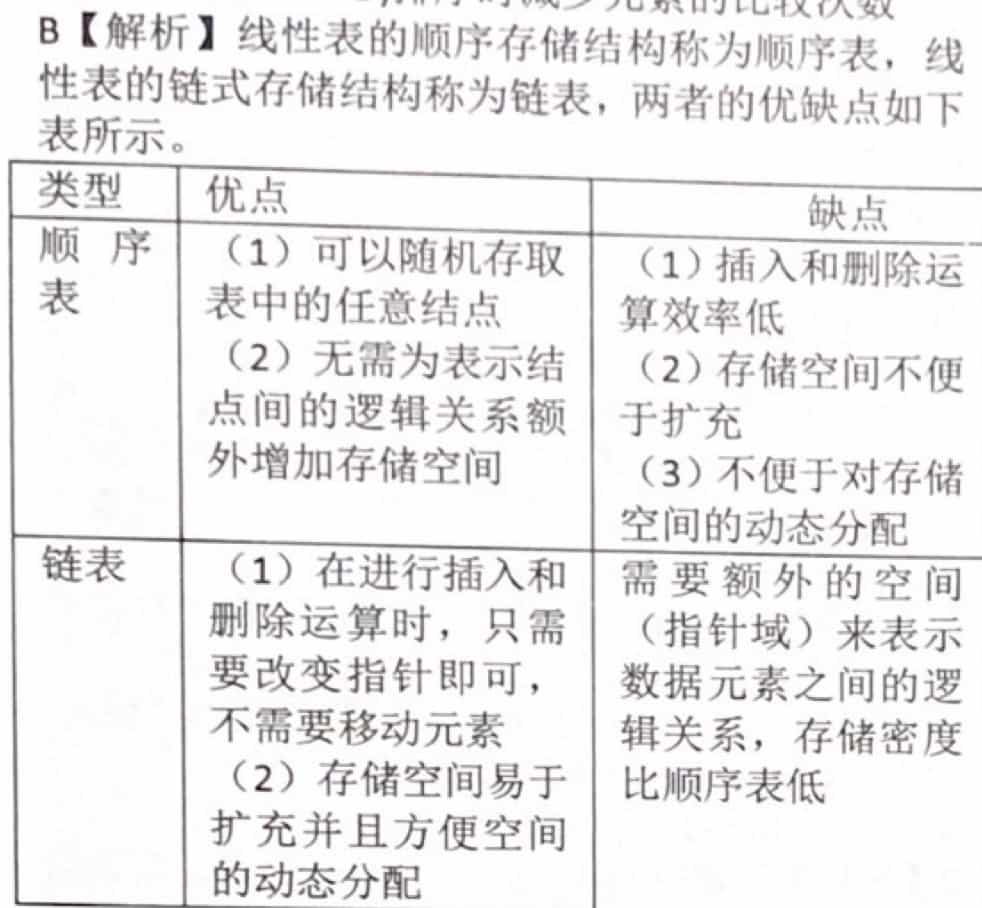 B【解析】线性表的顺序存储结构称为顺序表，线
性表的链式存储结构称为链表，两者的优缺点如下
表所示。
类型
优点
缺点
顺 序
表
（1）可以随机存取
表中的任意结点
（2）无需为表示结
点间的逻辑关系额
外增加存储空间
（1）插入和删除运
算效率低
（2）存储空间不便
于扩充
（3）不便于对存储
空间的动态分配
链表
（1）在进行插入和
删除运算时，只需
要改变指针即可，
不需要移动元素
（2）存储空间易于
扩充并且方便空间
的动态分配
需要额外的空间
（指针域）来表示
数据元素之间的逻
辑关系，存储密度
比顺序表低